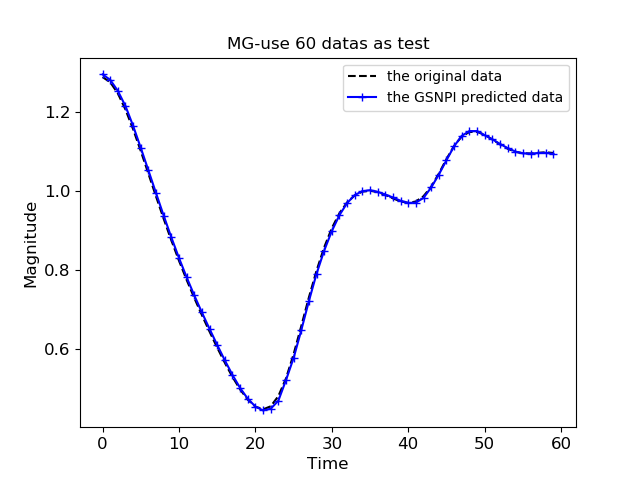 MG-use 60 datas as test
the original data
the GSNPI predicted data
1.2
1.0
0.8
0.6
Magnitude
0 10 20 30 40 50 60
Time